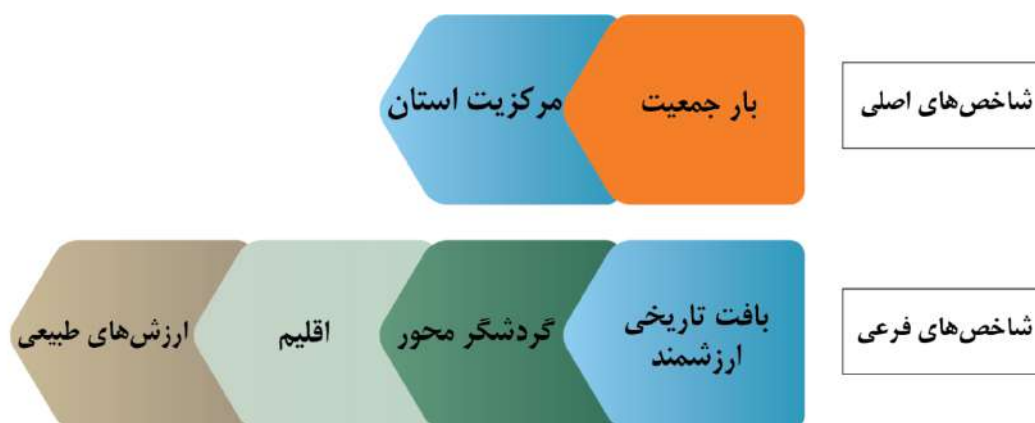 شاخص‌های اصلی
بار جمعیت
مرکزیت استان
شاخص‌های فرعی
بافت تاریخی
ارزشمند
گردشگر محور
اقلیم
ارزش‌های طبیعی